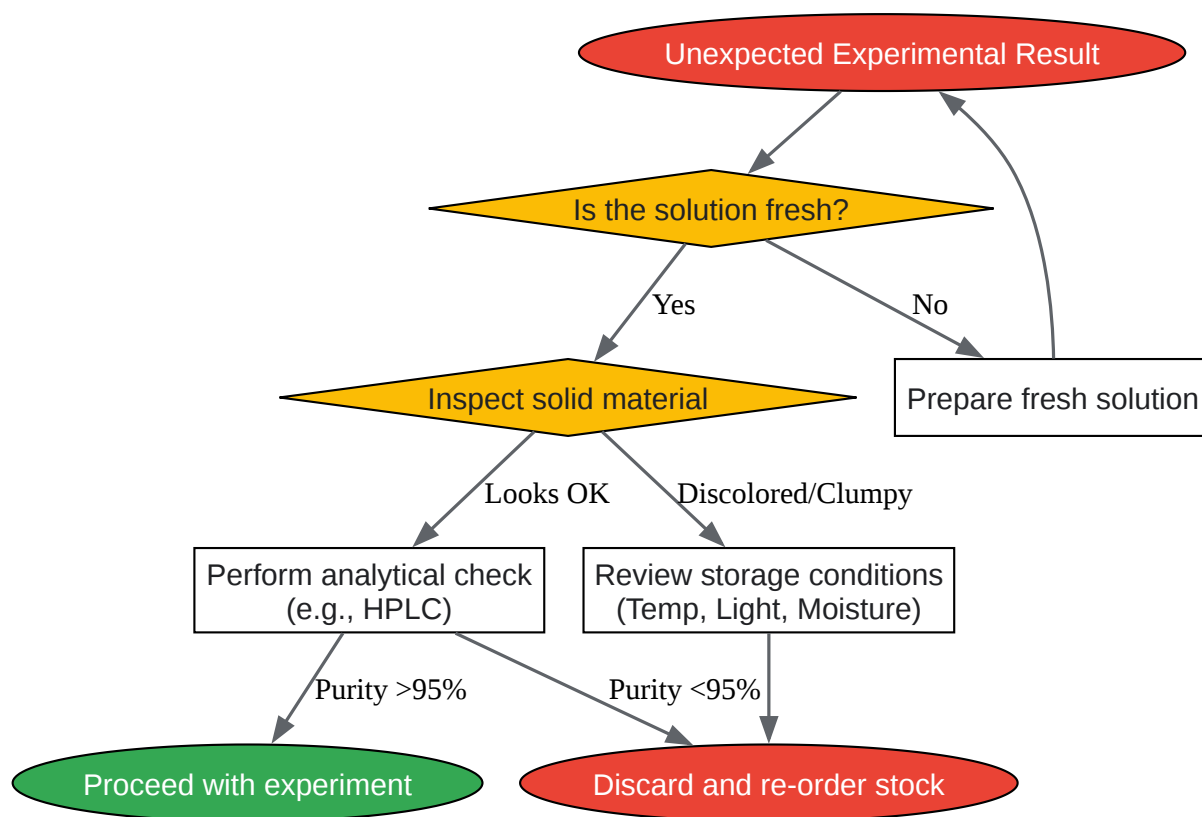 Unexpected Experimental Result
Is the solution fresh?
Yes
No
Inspect solid material
Prepare fresh solution
Looks OK
Discolored/Clumpy
Perform analytical check
(e.g., HPLC)
Review storage conditions
(Temp, Light, Moisture)
Purity >95%
Purity <95%
Proceed with experiment
Discard and re-order stock